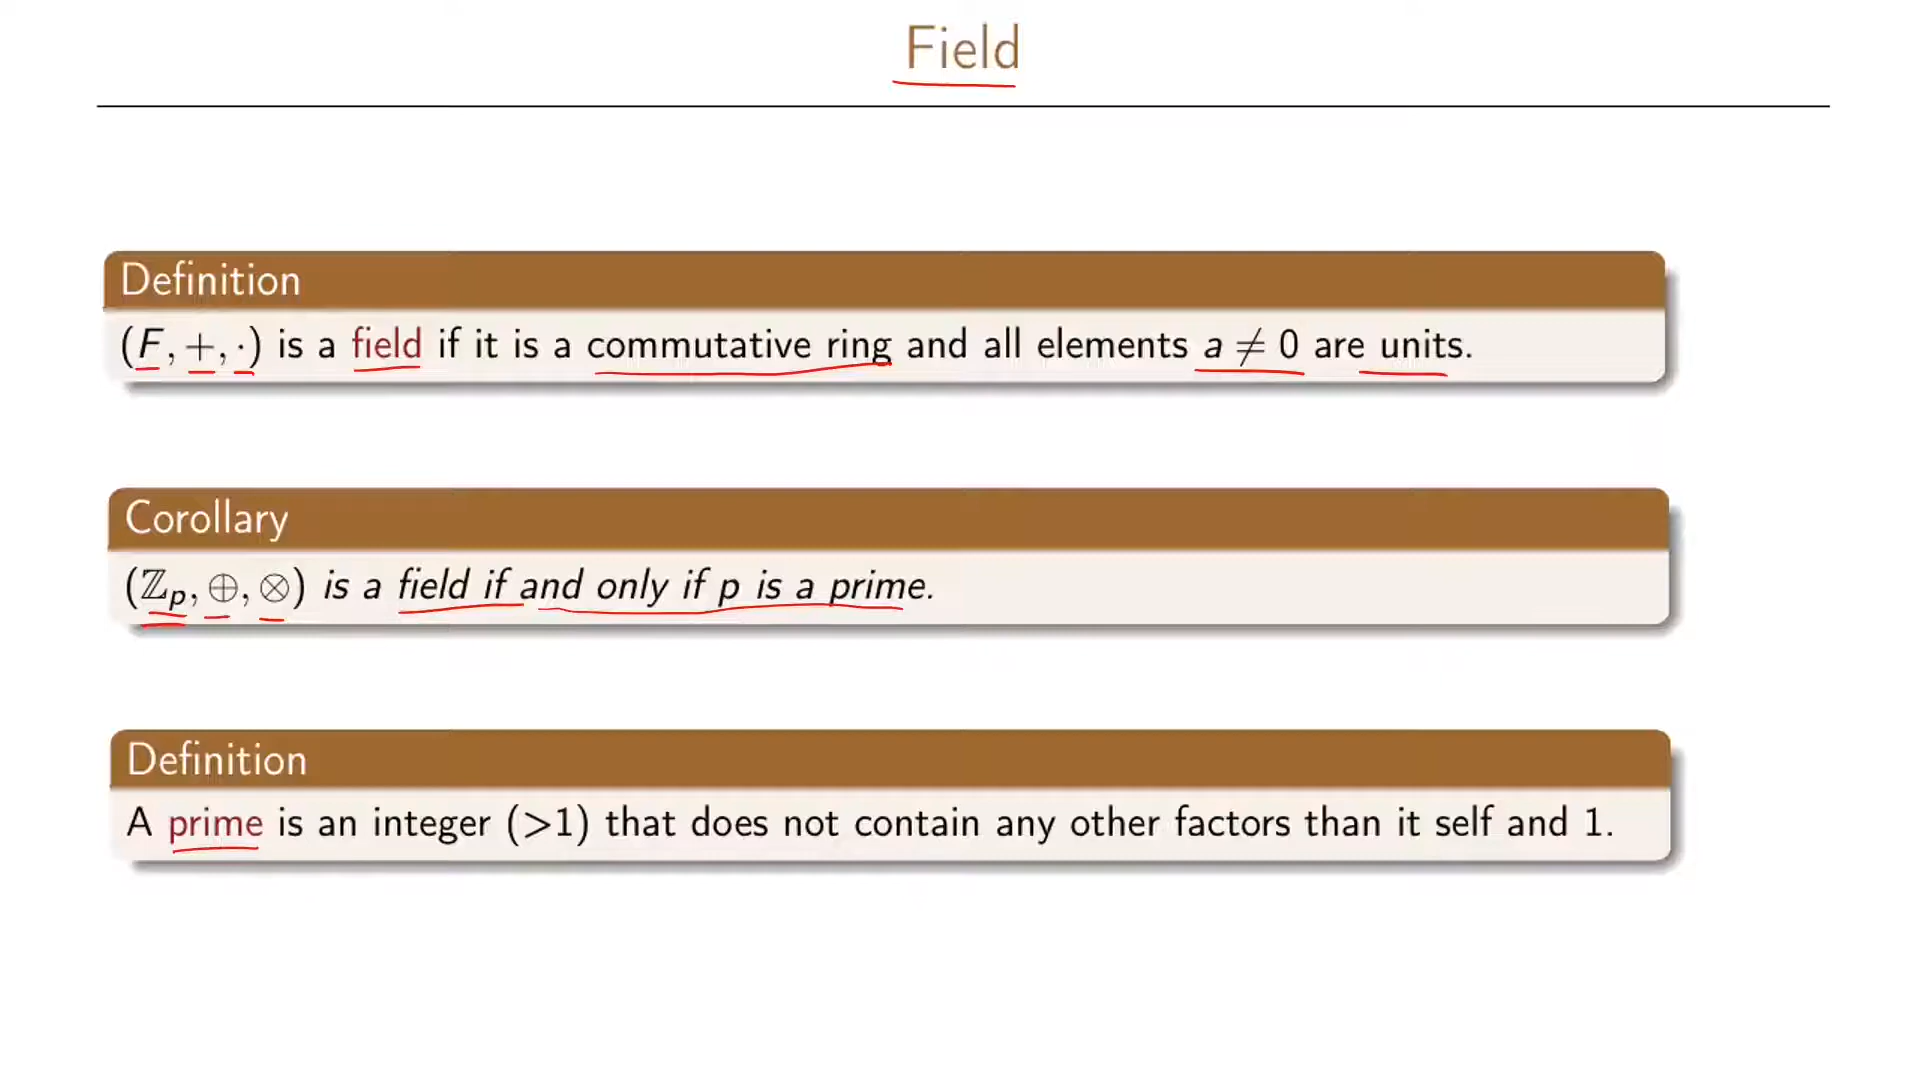 Field
Definition
(F, +, ·) is a field if it is a commutative ring and all elements a ≠ 0 are units.
Corollary
(ℤₚ, ⊕, ⊗) is a field if and only if p is a prime.
Definition
A prime is an integer (>1) that does not contain any other factors than it self and 1.